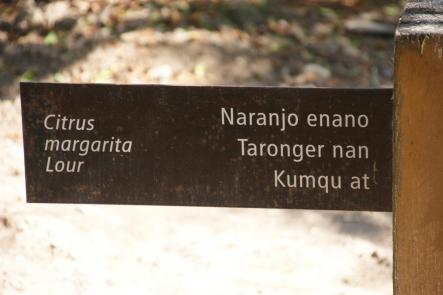 Citrus
margarita
Lour
Naranjo enano
Taronger nan
Kumqu at